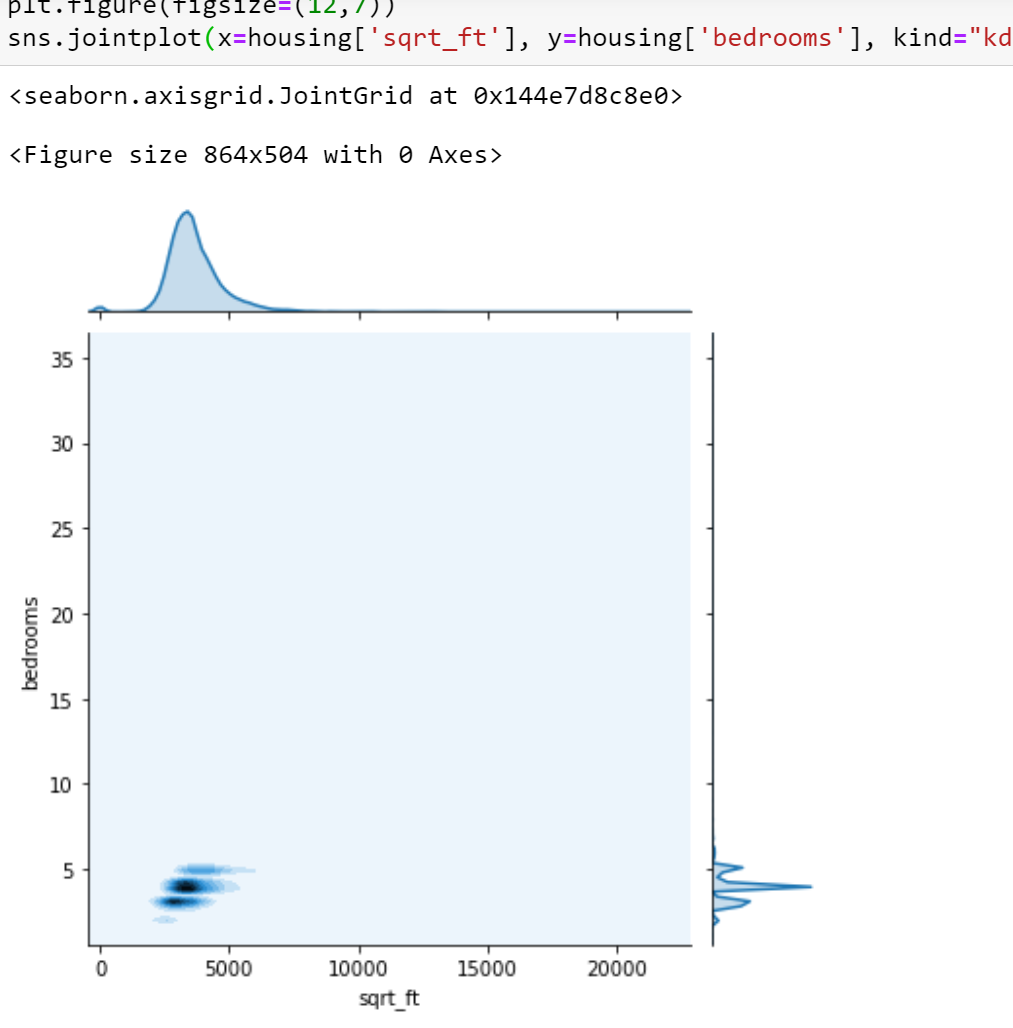 plt.figure(figsize=(12,7))
sns.jointplot(x=housing['sqrt_ft'], y=housing['bedrooms'], kind="kd
<seaborn.axisgrid.JointGrid at 0x144e7d8c8e0>
<Figure size 864x504 with 0 Axes>
35
30
25
20
15
10
5
bedrooms
0 5000 10000 15000 20000
sqrt_ft